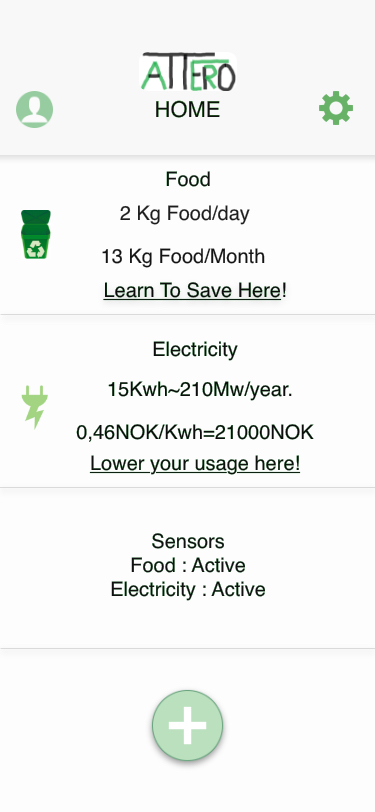 ATTERO
HOME
Food
2 Kg Food/day
13 Kg Food/Month
Learn To Save Here!
Electricity
15Kwh~210Mw/year.
0,46NOK/Kwh=21000NOK
Lower your usage here!
Sensors
Food : Active
Electricity : Active